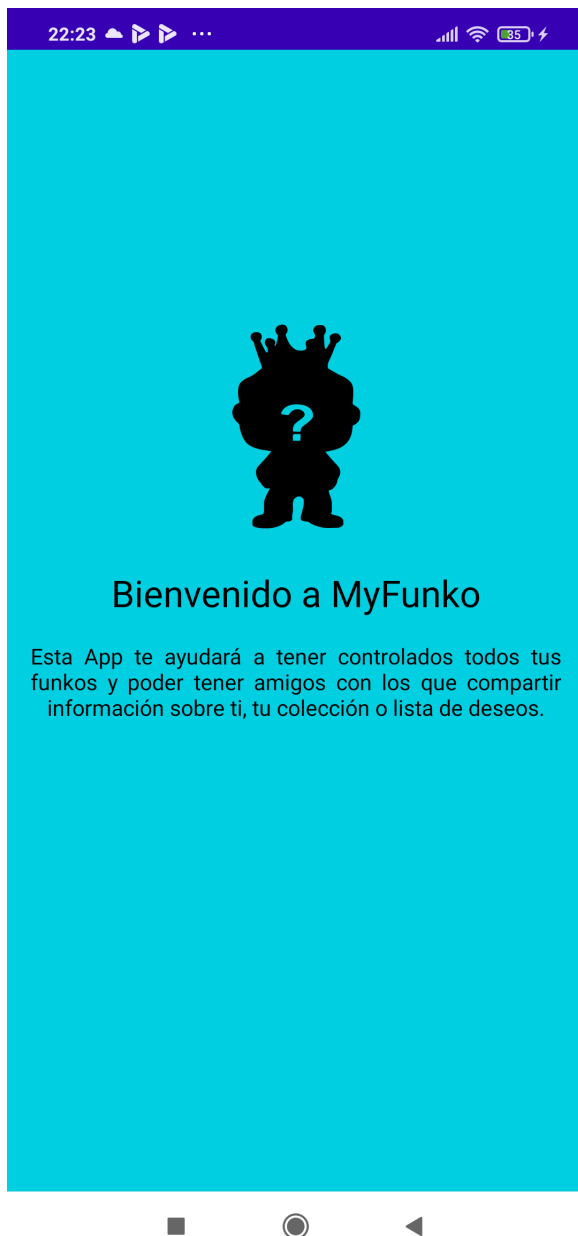 22:23
85
?
Bienvenido a MyFunko
Esta App te ayudará a tener controlados todos tus
funkos y poder tener amigos con los que compartir
información sobre ti, tu colección o lista de deseos.